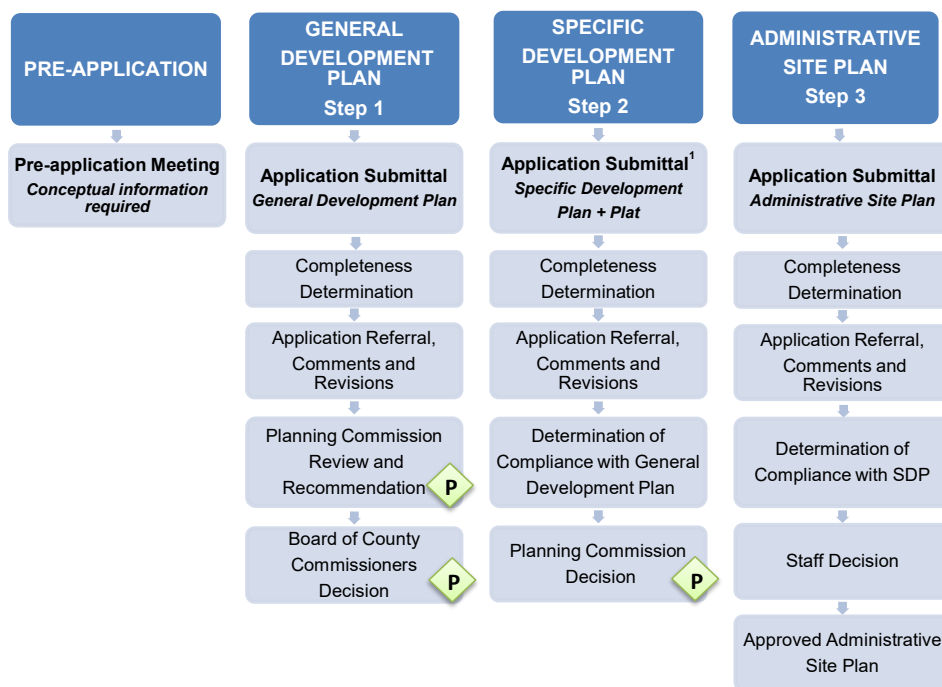 PRE-APPLICATION
Pre-application Meeting
Conceptual information
required
GENERAL
DEVELOPMENT
PLAN
Step 1
Application Submittal
General Development Plan
Completeness
Determination
Application Referral,
Comments and
Revisions
Planning Commission
Review and
Recommendation
P
Board of County
Commissioners
Decision
P
SPECIFIC
DEVELOPMENT
PLAN
Step 2
Application Submittal¹
Specific Development
Plan + Plat
Completeness
Determination
Application Referral,
Comments and
Revisions
Determination of
Compliance with General
Development Plan
Planning Commission
Decision
P
ADMINISTRATIVE
SITE PLAN
Step 3
Application Submittal
Administrative Site Plan
Completeness
Determination
Application Referral,
Comments and
Revisions
Determination of
Compliance with SDP
Staff Decision
Approved Administrative
Site Plan